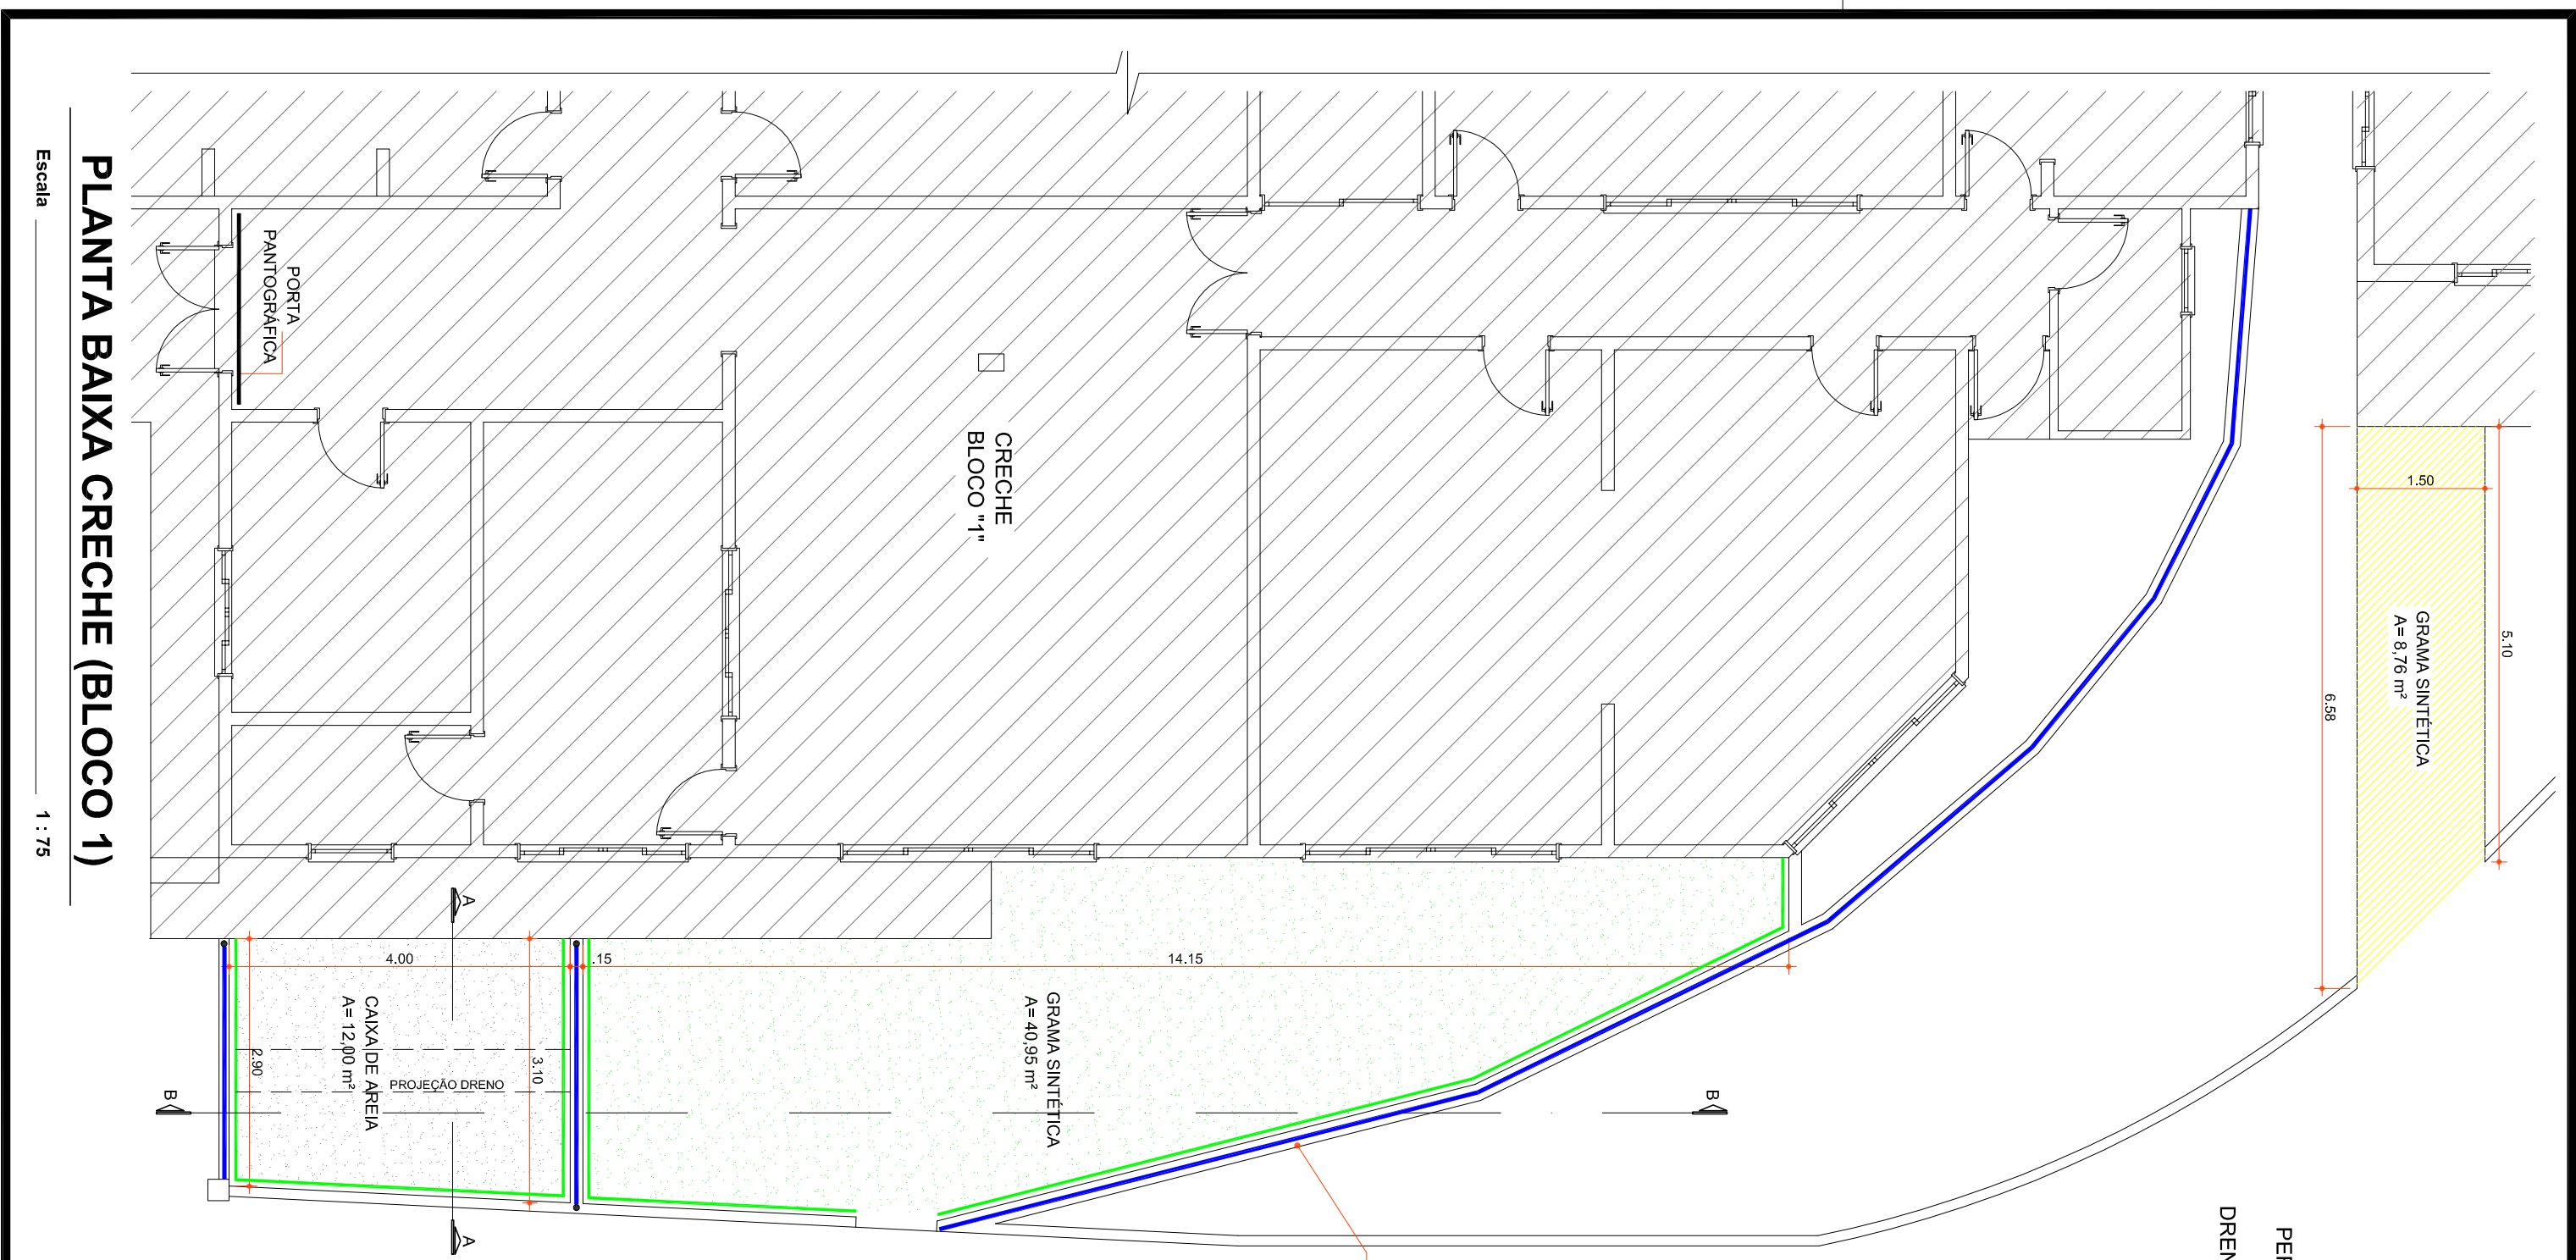 PLANTA BAIXA CRECHE (BLOCO 1)
Escala
1 : 75
PORTA
PANTOGRÁFICA
CRECHE
BLOCO "1"
GRAMA SINTÉTICA
A= 8,76 m²
1.50
5.10
6.58
GRAMA SINTÉTICA
A= 40,95 m²
14.15
.15
4.00
CAIXA DE AREIA
A= 12,00 m²
2.90
3.10
PROJEÇÃO DRENO
A
A
B
B